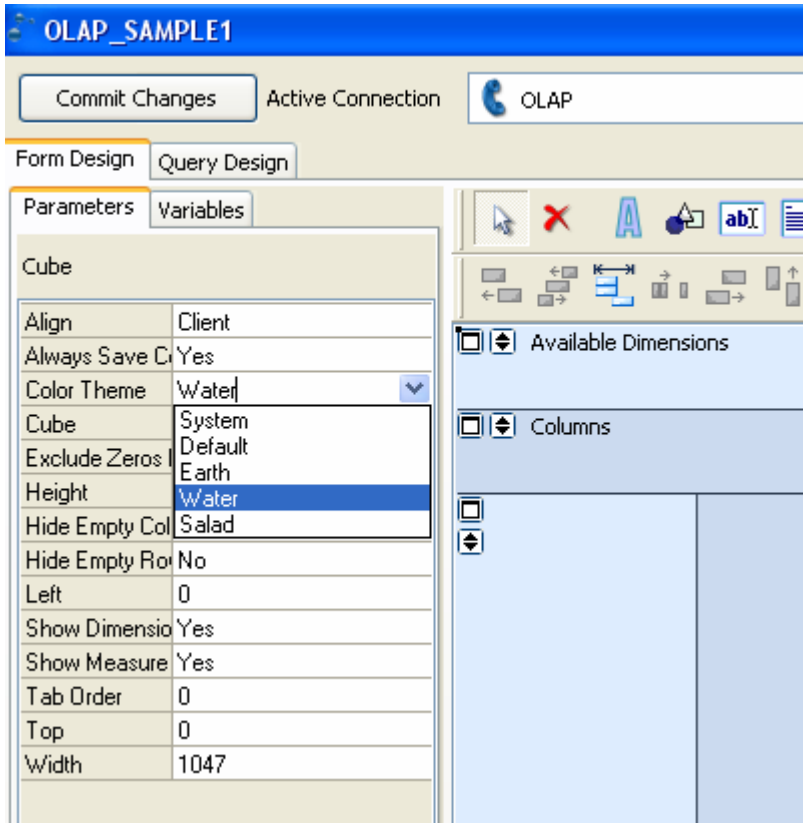 OLAP_SAMPLE1
Commit Changes Active Connection OLAP
Form Design Query Design
Parameters Variables
abI
Cube
Align Client
Always Save C Yes
Color Theme Water
Cube System
Default
Exclude Zeros
Earth
Height Water
Hide Empty Col Salad
Hide Empty Ro No
Left 0
Show Dimensio Yes
Show Measure Yes
Tab Order 0
Top 0
Width 1047
Available Dimensions
Columns